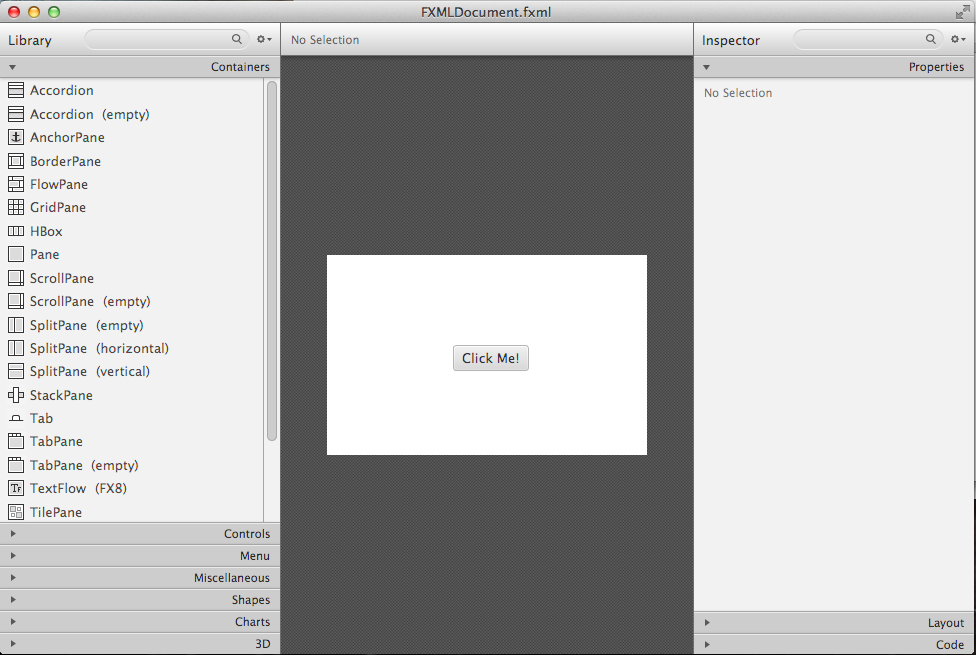 FXMLDocument.fxml
Library
No Selection
Inspector
Containers
Properties
Accordion
Accordion (empty)
AnchorPane
BorderPane
FlowPane
GridPane
HBox
Pane
ScrollPane
ScrollPane (empty)
SplitPane (empty)
SplitPane (horizontal)
SplitPane (vertical)
StackPane
Tab
TabPane
TabPane (empty)
TextFlow (FX8)
TilePane
Controls
Menu
Miscellaneous
Shapes
Charts
3D
Click Me!
No Selection
Layout
Code